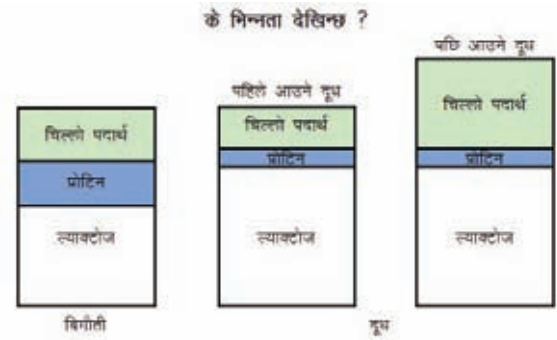 के भिन्नता देखिन्छ ?
पछि आउने दूध
पहिले आउने दूध
चिल्लो पदार्थ
प्रोटिन
ल्याक्टोज
चिल्लो पदार्थ
प्रोटिन
ल्याक्टोज
चिल्लो पदार्थ
प्रोटिन
ल्याक्टोज
बिगौती
दूध